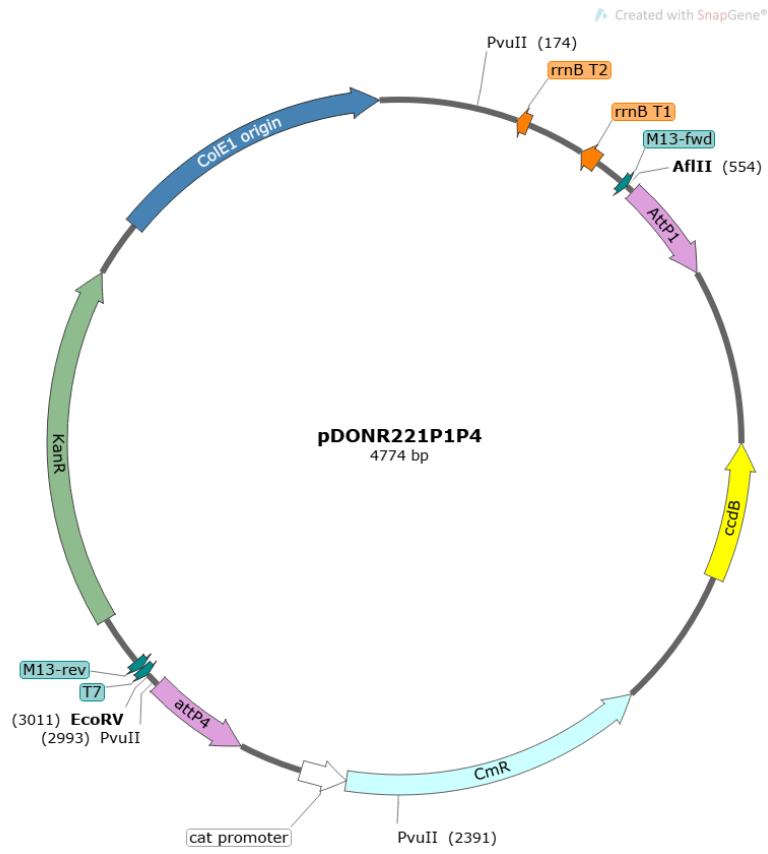 Created with SnapGene®
PvuII (174)
rrnB T2
rrnB T1
M13-fwd
AflII (554)
ColE1 origin
AttP1
pDONR221P1P4
4774 bp
KanR
ccdB
M13-rev
T7
(3011) EcoRV
(2993) PvuII
attP4
CmR
cat promoter
PvuII (2391)